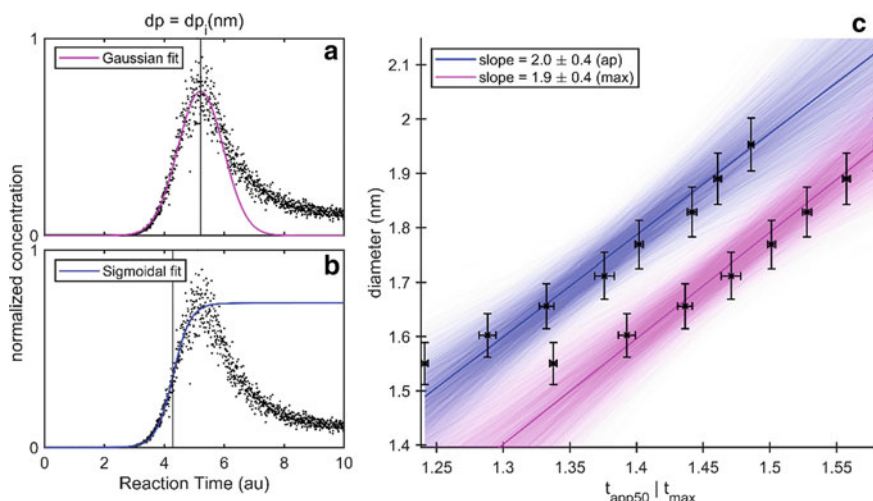 dp = dp_i(nm)
a
Gaussian fit
1
0
b
Sigmoidal fit
1
0
normalized concentration
0 2 4 6 8 10
Reaction Time (au)
c
slope = 2.0 ± 0.4 (ap)
slope = 1.9 ± 0.4 (max)
2.1
2
1.9
1.8
1.7
1.6
1.5
1.4
diameter (nm)
1.25 1.3 1.35 1.4 1.45 1.5 1.55
t_app50 | t_max